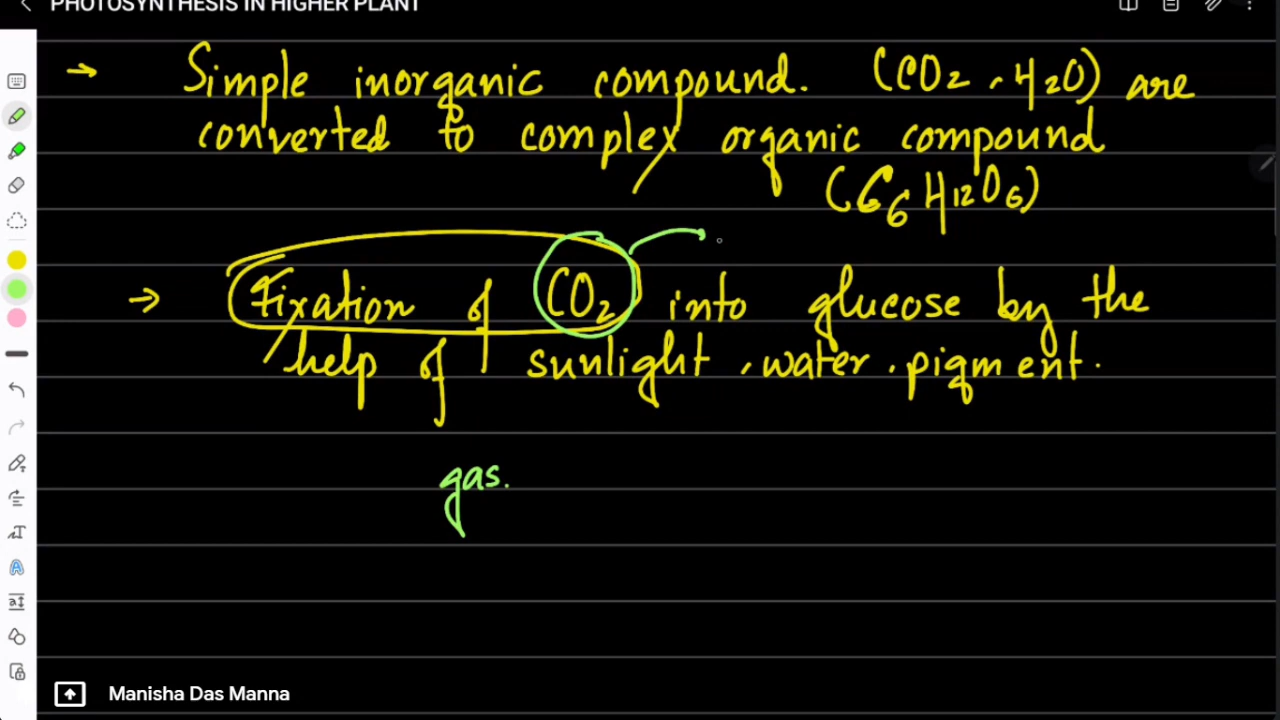 PHOTOSYNTHESIS IN HIGHER PLANT
→ Simple inorganic compound. (CO2, H2O) are
converted to complex organic compound
(C6H12O6)
→ Fixation of CO2 into glucose by the
help of sunlight, water, pigment.
gas.
Manisha Das Manna